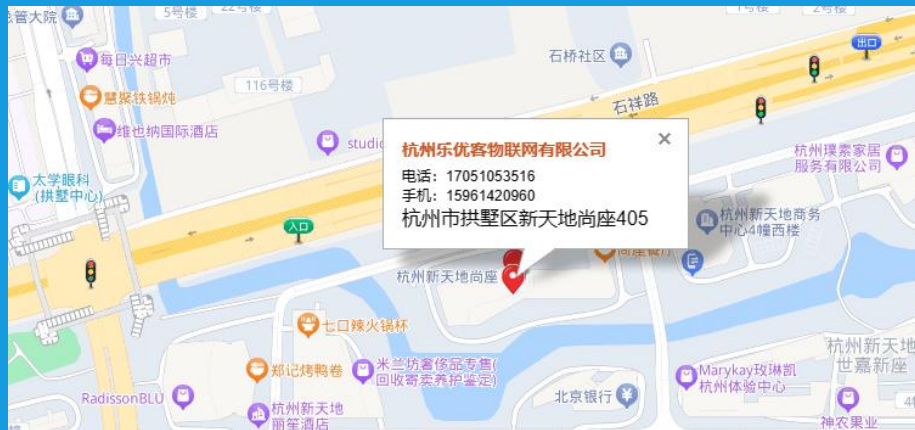 总管大院
5号楼
22号楼
1号楼
2号楼
每日兴超市
116号楼
石桥社区
出口
慧聚铁锅炖
石祥路
维也纳国际酒店
studio
杭州璞素家居
服务有限公司
太学眼科
(拱墅中心)
杭州乐优客物联网有限公司
电话：17051053516
手机：15961420960
杭州市拱墅区新天地尚座405
入口
杭州新天地商务
中心4幢西楼
尚座餐厅
杭州新天地尚座
七口辣火锅杯
郑记烤鸭卷
米兰坊奢侈品专售(
回收寄卖养护鉴定)
杭州新天地
世嘉新座
Marykay玫琳凯
杭州体验中心
RadissonBLU
北京银行
杭州新天地
丽笙酒店
神农果业